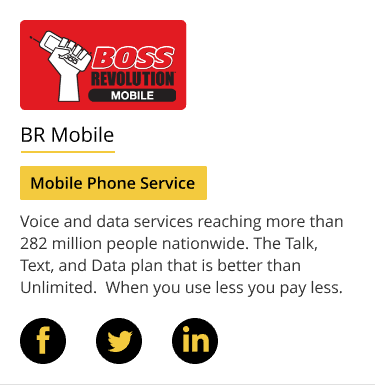 BOSS
REVOLUTION
MOBILE
BR Mobile
Mobile Phone Service
Voice and data services reaching more than
282 million people nationwide. The Talk,
Text, and Data plan that is better than
Unlimited.  When you use less you pay less.
f
in